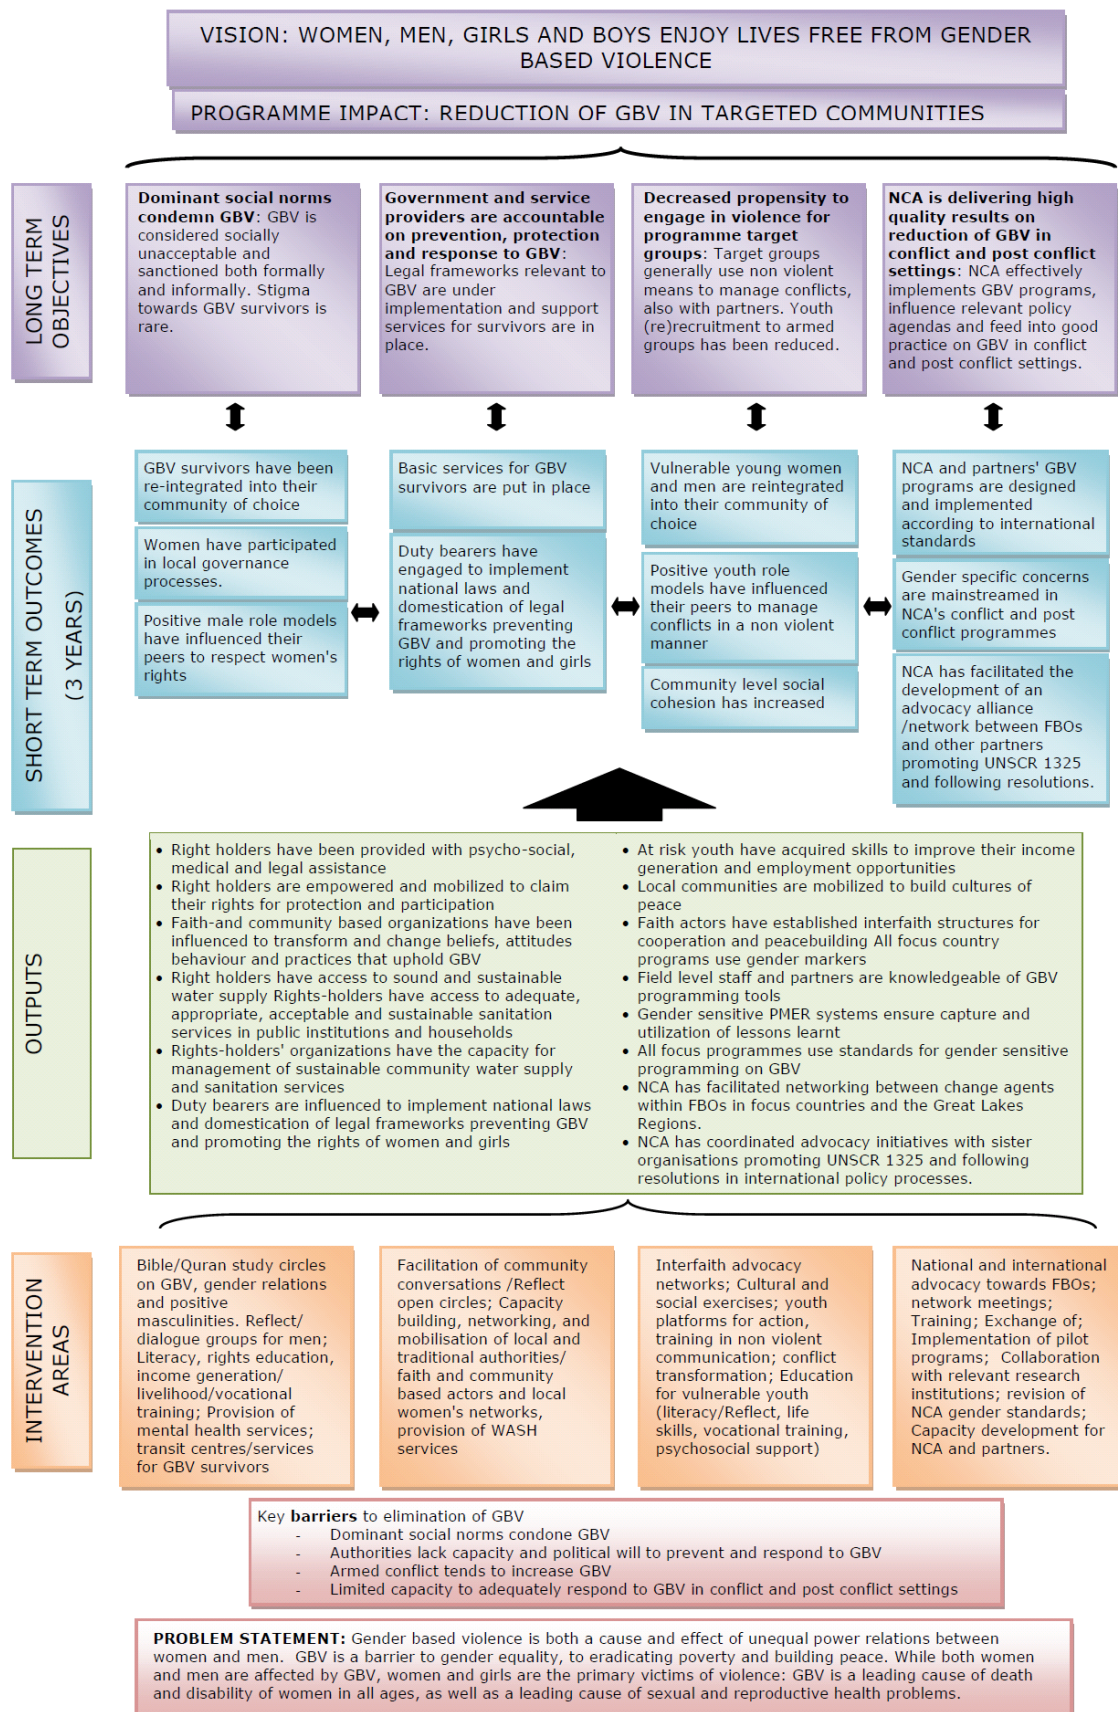 VISION: WOMEN, MEN, GIRLS AND BOYS ENJOY LIVES FREE FROM GENDER
BASED VIOLENCE
PROGRAMME IMPACT: REDUCTION OF GBV IN TARGETED COMMUNITIES
LONG TERM
OBJECTIVES
Dominant social norms
condemn GBV: GBV is
considered socially
unacceptable and
sanctioned both formally
and informally. Stigma
towards GBV survivors is
rare.
Government and service
providers are accountable
on prevention, protection
and response to GBV:
Legal frameworks relevant to
GBV are under
implementation and support
services for survivors are in
place.
Decreased propensity to
engage in violence for
programme target
groups: Target groups
generally use non violent
means to manage conflicts,
also with partners. Youth
(re)recruitment to armed
groups has been reduced.
NCA is delivering high
quality results on
reduction of GBV in
conflict and post conflict
settings: NCA effectively
implements GBV programs,
influence relevant policy
agendas and feed into good
practice on GBV in conflict
and post conflict settings.
SHORT TERM OUTCOMES
(3 YEARS)
GBV survivors have been
re-integrated into their
community of choice
Women have participated
in local governance
processes.
Positive male role models
have influenced their
peers to respect women's
rights
Basic services for GBV
survivors are put in place
Duty bearers have
engaged to implement
national laws and
domestication of legal
frameworks preventing
GBV and promoting the
rights of women and girls
Vulnerable young women
and men are reintegrated
into their community of
choice
Positive youth role
models have influenced
their peers to manage
conflicts in a non violent
manner
Community level social
cohesion has increased
NCA and partners' GBV
programs are designed
and implemented
according to international
standards
Gender specific concerns
are mainstreamed in
NCA's conflict and post
conflict programmes
NCA has facilitated the
development of an
advocacy alliance
/network between FBOs
and other partners
promoting UNSCR 1325
and following resolutions.
OUTPUTS
• Right holders have been provided with psycho-social,
medical and legal assistance
• Right holders are empowered and mobilized to claim
their rights for protection and participation
• Faith-and community based organizations have been
influenced to transform and change beliefs, attitudes
behaviour and practices that uphold GBV
• Right holders have access to sound and sustainable
water supply Rights-holders have access to adequate,
appropriate, acceptable and sustainable sanitation
services in public institutions and households
• Rights-holders' organizations have the capacity for
management of sustainable community water supply
and sanitation services
• Duty bearers are influenced to implement national laws
and domestication of legal frameworks preventing GBV
and promoting the rights of women and girls
• At risk youth have acquired skills to improve their income
generation and employment opportunities
• Local communities are mobilized to build cultures of
peace
• Faith actors have established interfaith structures for
cooperation and peacebuilding All focus country
programs use gender markers
• Field level staff and partners are knowledgeable of GBV
programming tools
• Gender sensitive PMER systems ensure capture and
utilization of lessons learnt
• All focus programmes use standards for gender sensitive
programming on GBV
• NCA has facilitated networking between change agents
within FBOs in focus countries and the Great Lakes
Regions.
• NCA has coordinated advocacy initiatives with sister
organisations promoting UNSCR 1325 and following
resolutions in international policy processes.
INTERVENTION
AREAS
Bible/Quran study circles
on GBV, gender relations
and positive
masculinities. Reflect/
dialogue groups for men;
Literacy, rights education,
income generation/
livelihood/vocational
training; Provision of
mental health services;
transit centres/services
for GBV survivors
Facilitation of community
conversations /Reflect
open circles; Capacity
building, networking, and
mobilisation of local and
traditional authorities/
faith and community
based actors and local
women's networks,
provision of WASH
services
Interfaith advocacy
networks; Cultural and
social exercises; youth
platforms for action,
training in non violent
communication; conflict
transformation; Education
for vulnerable youth
(literacy/Reflect, life
skills, vocational training,
psychosocial support)
National and international
advocacy towards FBOs;
network meetings;
Training; Exchange of;
Implementation of pilot
programs; Collaboration
with relevant research
institutions; revision of
NCA gender standards;
Capacity development for
NCA and partners.
Key barriers to elimination of GBV
- Dominant social norms condone GBV
- Authorities lack capacity and political will to prevent and respond to GBV
- Armed conflict tends to increase GBV
- Limited capacity to adequately respond to GBV in conflict and post conflict settings
PROBLEM STATEMENT: Gender based violence is both a cause and effect of unequal power relations between
women and men. GBV is a barrier to gender equality, to eradicating poverty and building peace. While both women
and men are affected by GBV, women and girls are the primary victims of violence: GBV is a leading cause of death
and disability of women in all ages, as well as a leading cause of sexual and reproductive health problems.